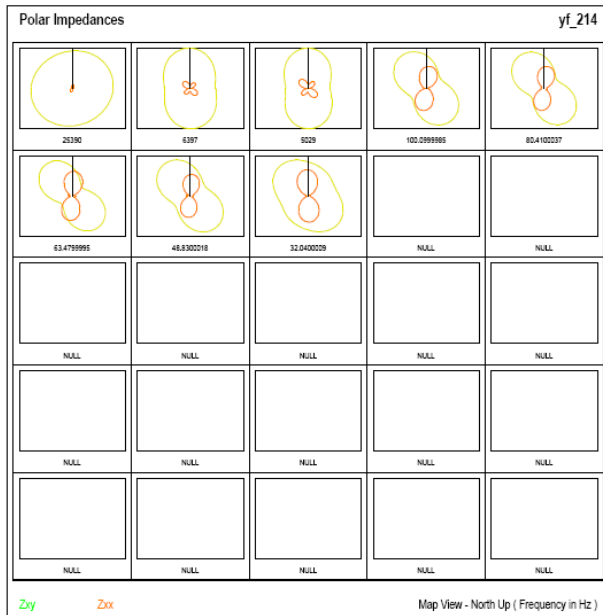 Polar Impedances yf_214
25390 6397 5029 100.0999985 80.4100037
63.4799995 48.8300018 32.0400009 NULL NULL
NULL NULL NULL NULL NULL
NULL NULL NULL NULL NULL
NULL NULL NULL NULL NULL
Zxy Zxx Map View - North Up ( Frequency in Hz )